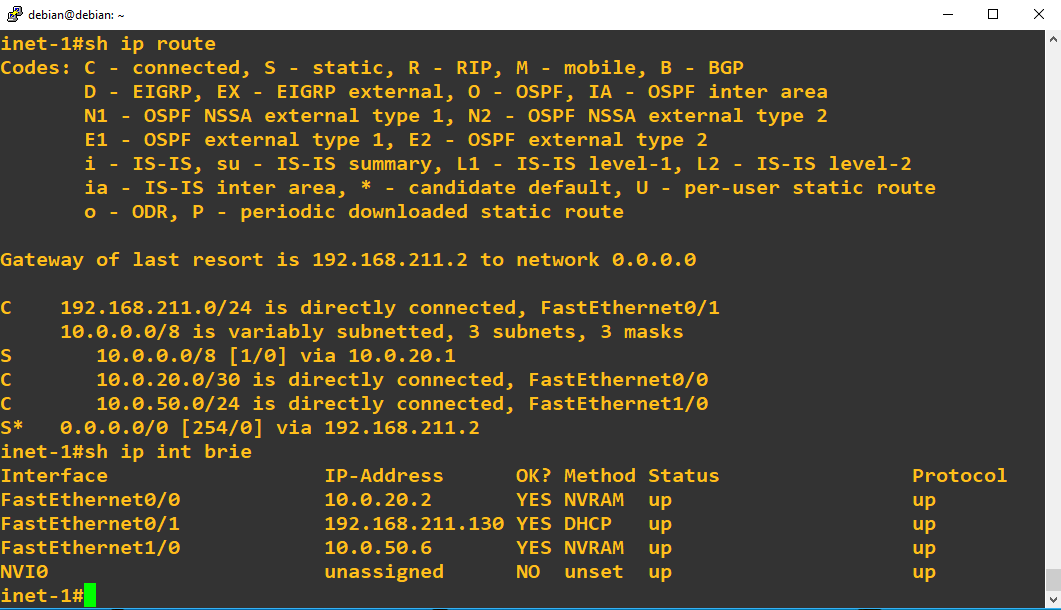 debian@debian: ~
inet-1#sh ip route
Codes: C - connected, S - static, R - RIP, M - mobile, B - BGP
       D - EIGRP, EX - EIGRP external, O - OSPF, IA - OSPF inter area
       N1 - OSPF NSSA external type 1, N2 - OSPF NSSA external type 2
       E1 - OSPF external type 1, E2 - OSPF external type 2
       i - IS-IS, su - IS-IS summary, L1 - IS-IS level-1, L2 - IS-IS level-2
       ia - IS-IS inter area, * - candidate default, U - per-user static route
       o - ODR, P - periodic downloaded static route
Gateway of last resort is 192.168.211.2 to network 0.0.0.0
C    192.168.211.0/24 is directly connected, FastEthernet0/1
     10.0.0.0/8 is variably subnetted, 3 subnets, 3 masks
S       10.0.0.0/8 [1/0] via 10.0.20.1
C       10.0.20.0/30 is directly connected, FastEthernet0/0
C       10.0.50.0/24 is directly connected, FastEthernet1/0
S*   0.0.0.0/0 [254/0] via 192.168.211.2
inet-1#sh ip int brie
Interface                  IP-Address      OK? Method Status                Protocol
FastEthernet0/0            10.0.20.2       YES NVRAM  up                    up
FastEthernet0/1            192.168.211.130 YES DHCP   up                    up
FastEthernet1/0            10.0.50.6       YES NVRAM  up                    up
NVI0                       unassigned      NO  unset  up                    up
inet-1#